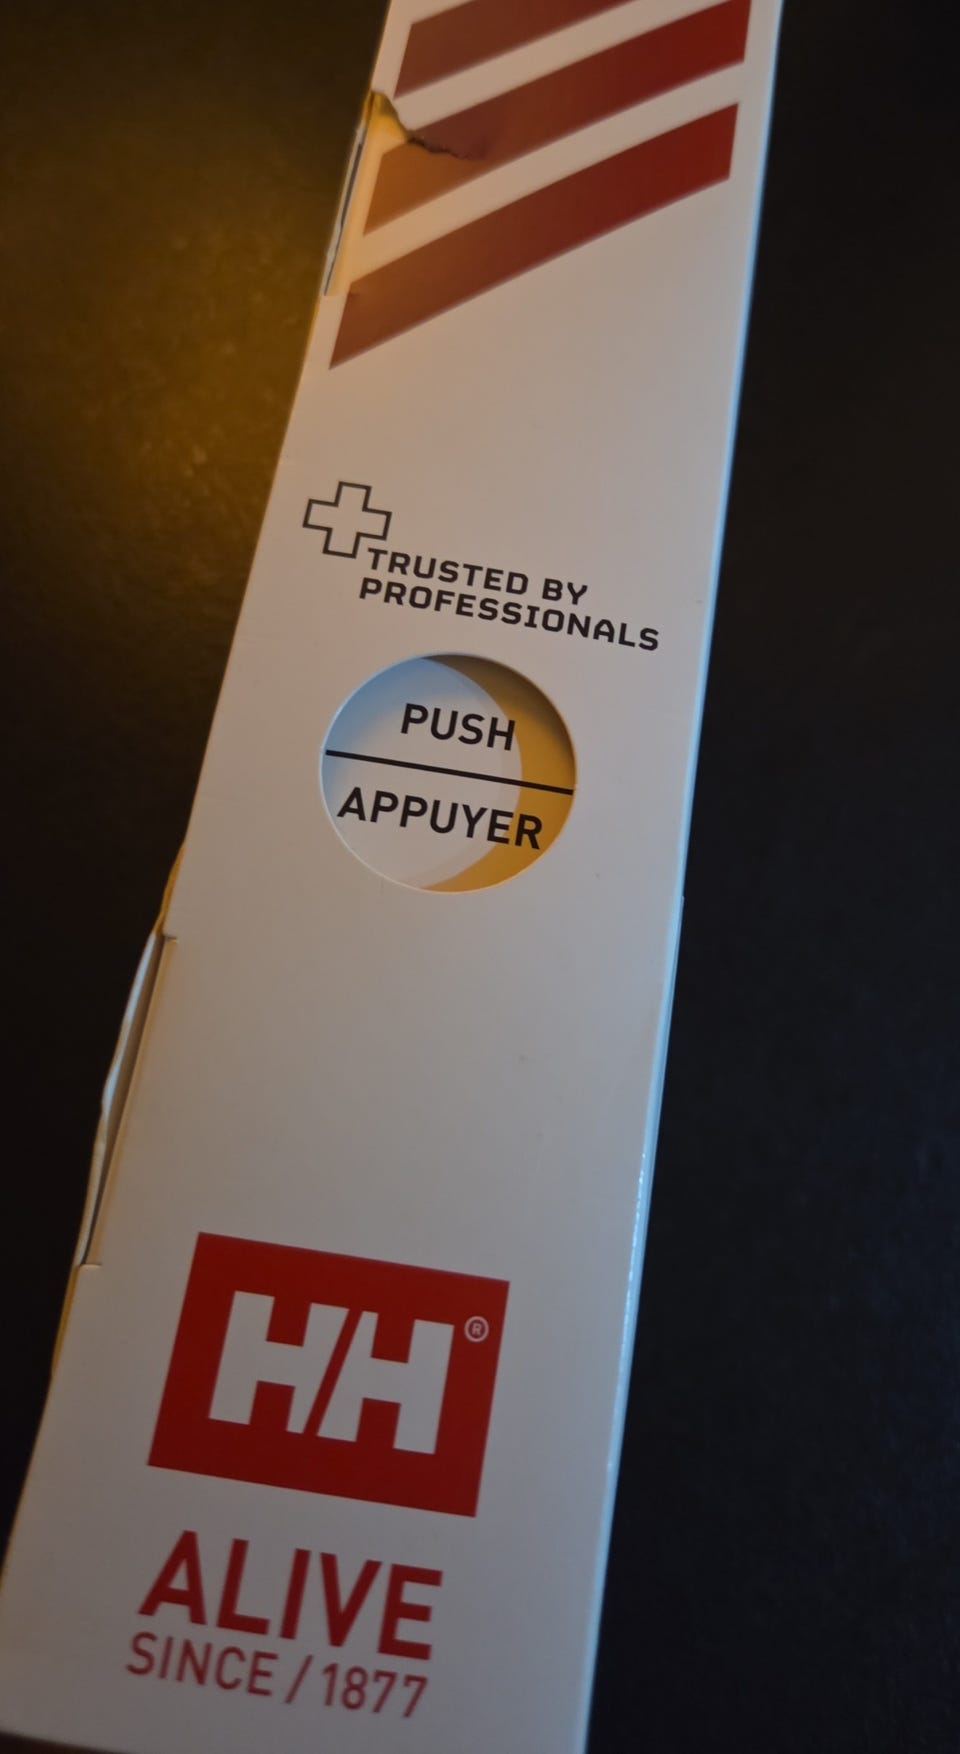 TRUSTED BY
PROFESSIONALS
PUSH
APPUYER
HH®
ALIVE
SINCE / 1877